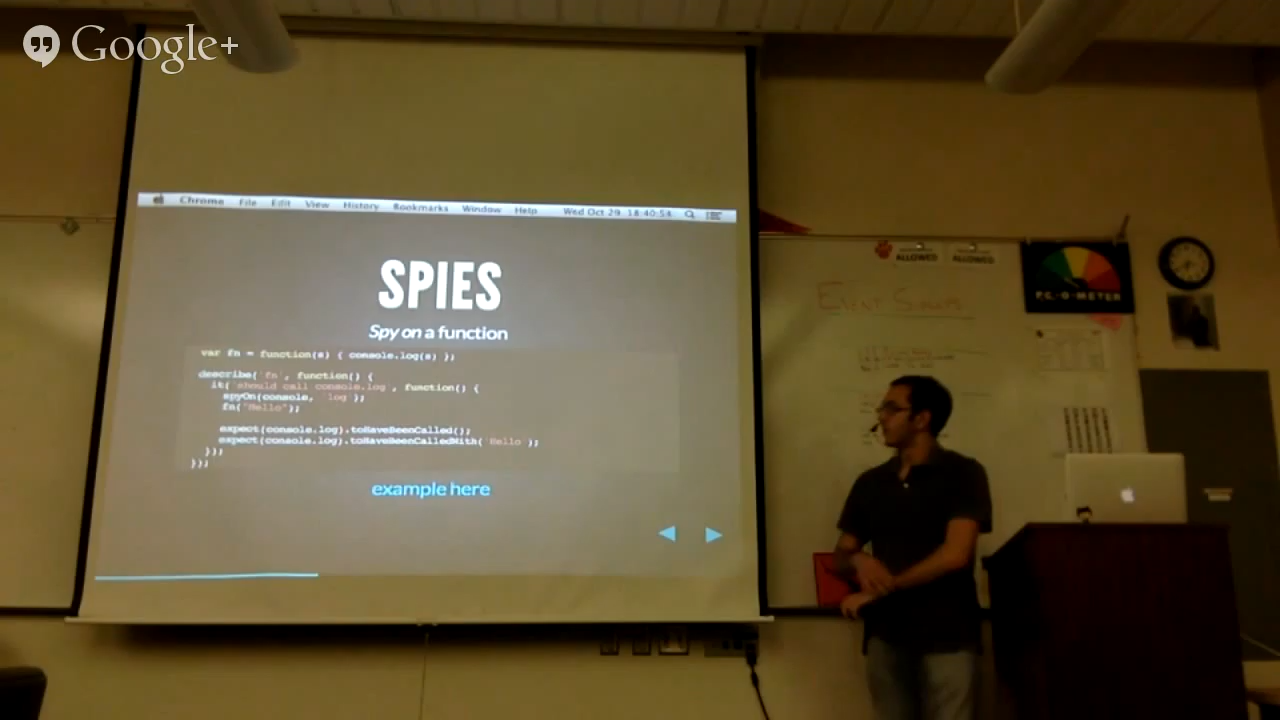 Google+
Chrome File Edit View History Bookmarks Window Help Wed Oct 29 18:40:54
SPIES
Spy on a function
var fn = function(s) { console.log(s) };
describe('fn', function() {
it('should call console.log', function() {
spyOn(console, 'log');
fn("Hello");
expect(console.log).toHaveBeenCalled();
expect(console.log).toHaveBeenCalledWith('Hello');
});
});
example here
ALLOWED
ALLOWED
P.C.-O-METER